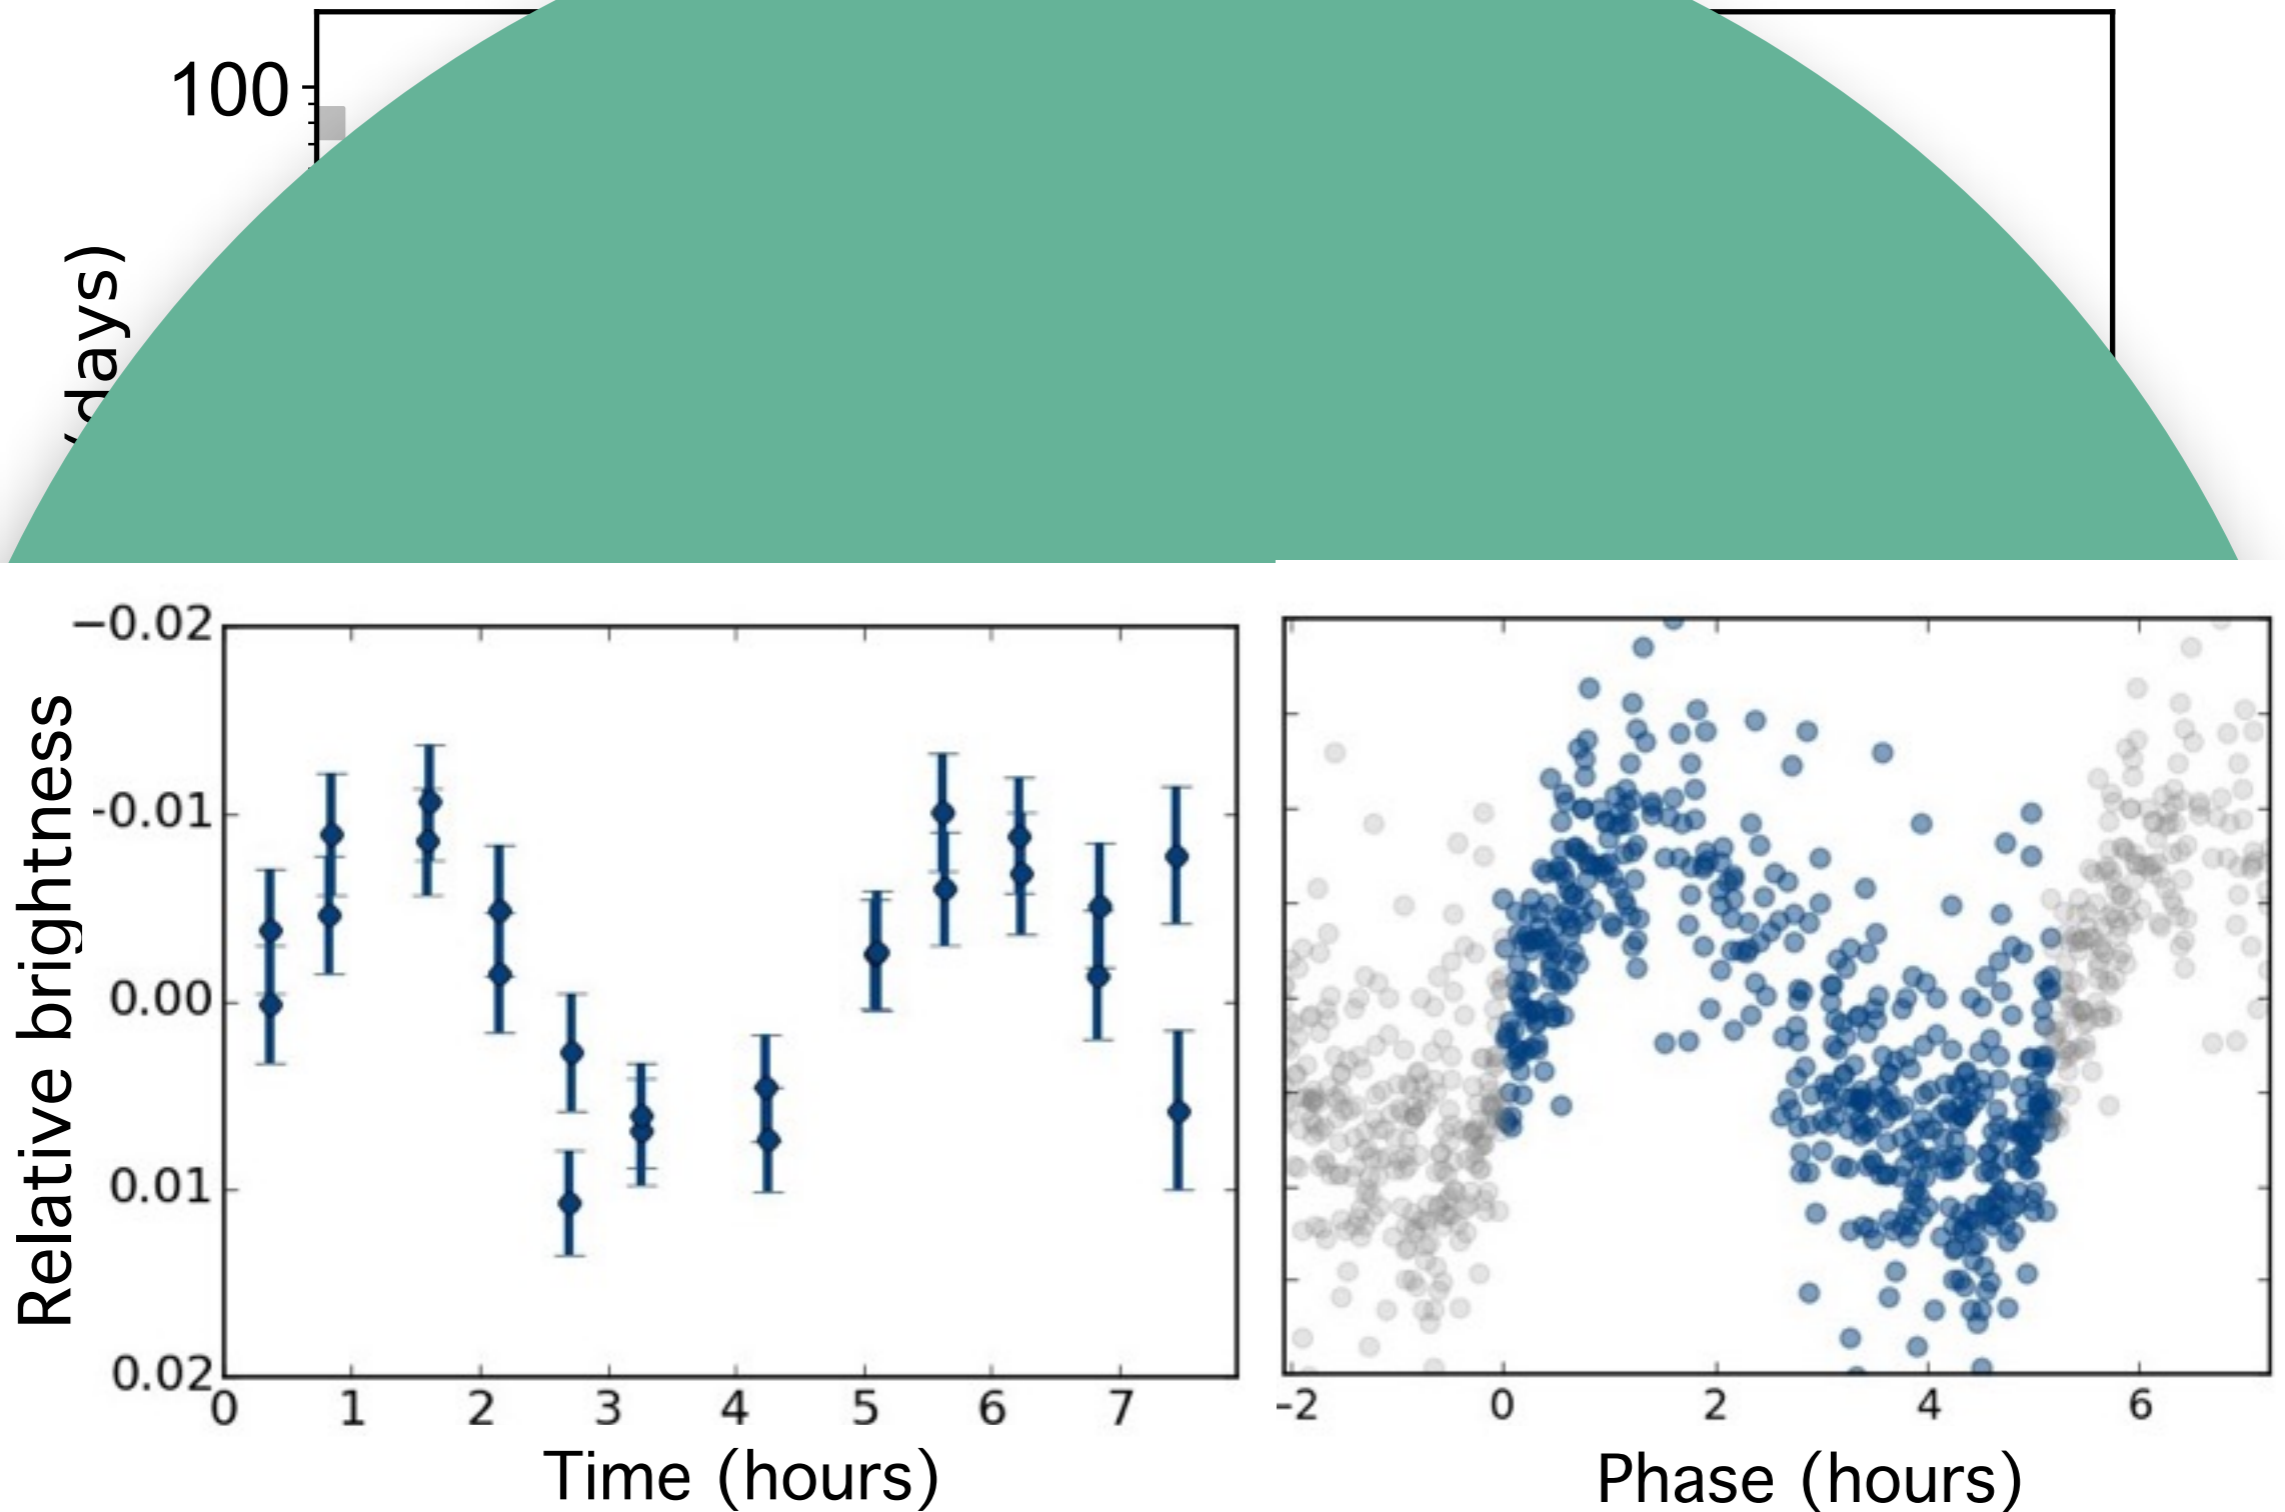 100
(days)
−0.02
-0.01
0.00
0.01
0.02
Relative brightness
0 1 2 3 4 5 6 7
Time (hours)
-2 0 2 4 6
Phase (hours)